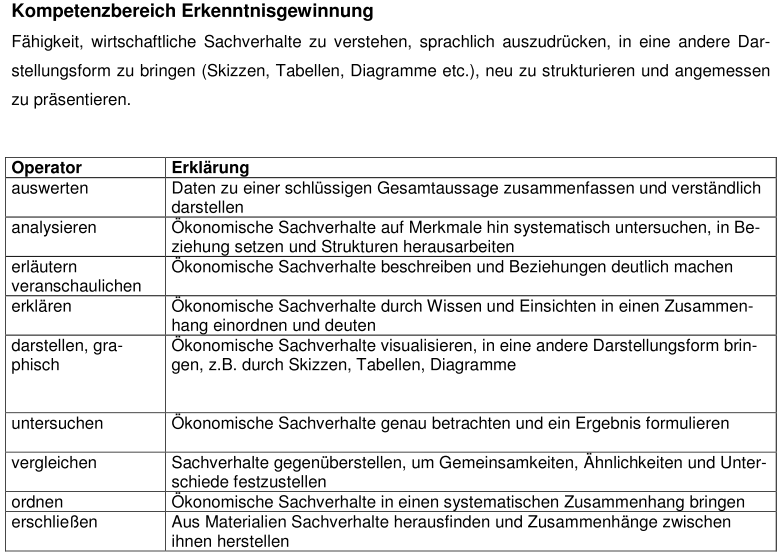 Kompetenzbereich Erkenntnisgewinnung
Fähigkeit, wirtschaftliche Sachverhalte zu verstehen, sprachlich auszudrücken, in eine andere Dar-
stellungsform zu bringen (Skizzen, Tabellen, Diagramme etc.), neu zu strukturieren und angemessen
zu präsentieren.
Operator Erklärung
auswerten Daten zu einer schlüssigen Gesamtaussage zusammenfassen und verständlich
darstellen
analysieren Ökonomische Sachverhalte auf Merkmale hin systematisch untersuchen, in Be-
ziehung setzen und Strukturen herausarbeiten
erläutern Ökonomische Sachverhalte beschreiben und Beziehungen deutlich machen
veranschaulichen
erklären Ökonomische Sachverhalte durch Wissen und Einsichten in einen Zusammen-
hang einordnen und deuten
darstellen, gra- Ökonomische Sachverhalte visualisieren, in eine andere Darstellungsform brin-
phisch gen, z.B. durch Skizzen, Tabellen, Diagramme
untersuchen Ökonomische Sachverhalte genau betrachten und ein Ergebnis formulieren
vergleichen Sachverhalte gegenüberstellen, um Gemeinsamkeiten, Ähnlichkeiten und Unter-
schiede festzustellen
ordnen Ökonomische Sachverhalte in einen systematischen Zusammenhang bringen
erschließen Aus Materialien Sachverhalte herausfinden und Zusammenhänge zwischen
ihnen herstellen